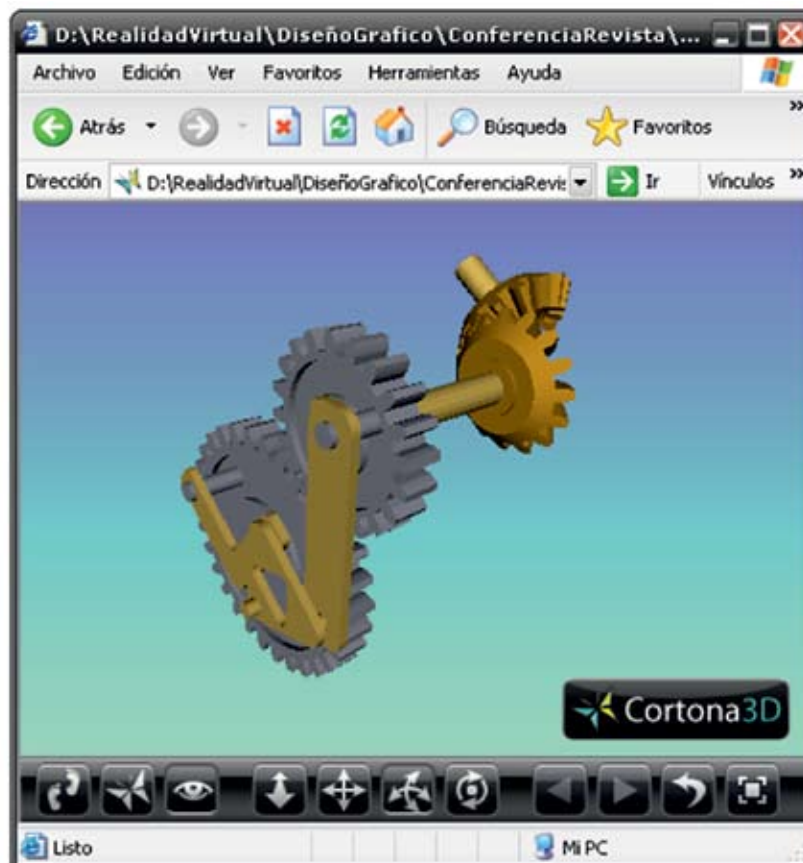 D:\RealidadVirtual\DiseñoGrafico\ConferenciaRevista\...
Archivo Edición Ver Favoritos Herramientas Ayuda
Atrás Búsqueda Favoritos »
Dirección D:\RealidadVirtual\DiseñoGrafico\ConferenciaRevis Ir Vínculos »
Cortona3D
Listo Mi PC